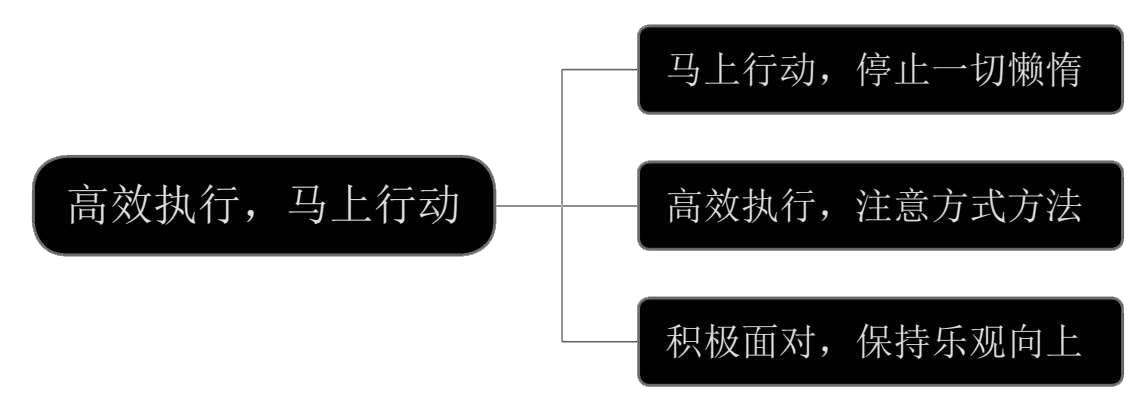 高效执行，马上行动
马上行动，停止一切懒惰
高效执行，注意方式方法
积极面对，保持乐观向上